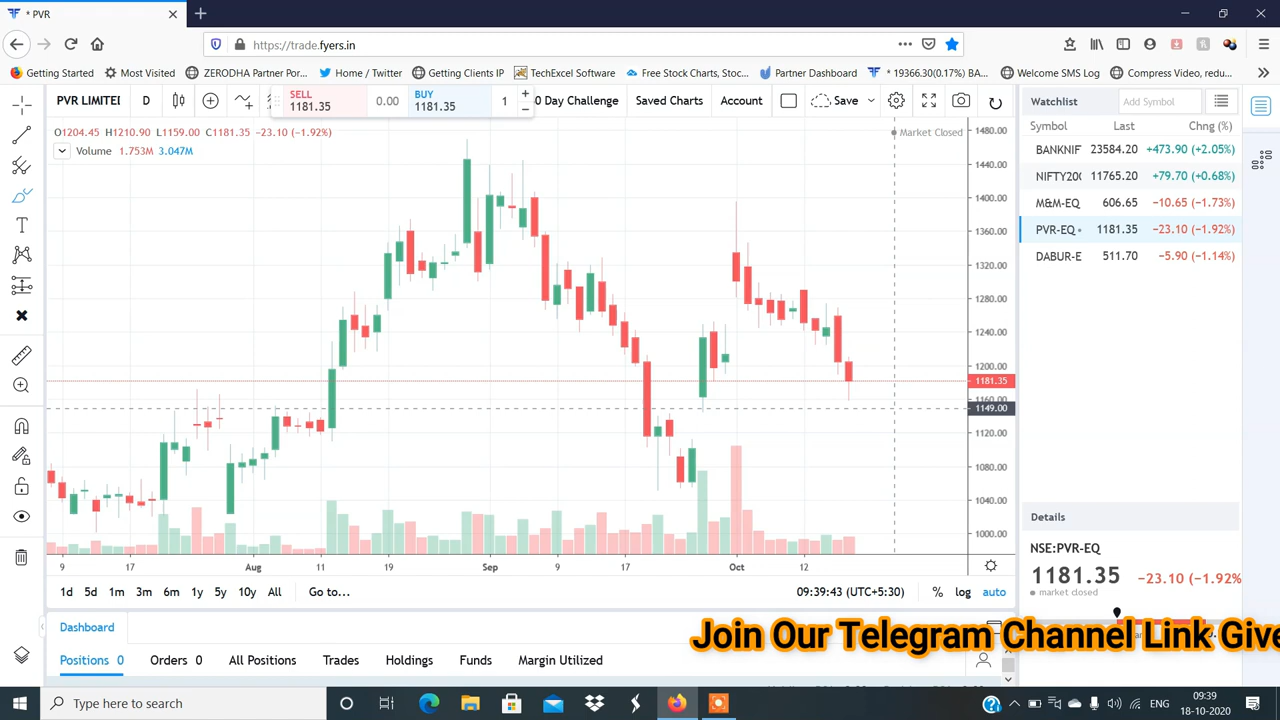 * PVR
https://trade.fyers.in
Getting Started Most Visited ZERODHA Partner Por... Home / Twitter Getting Clients IP TechExcel Software Free Stock Charts, Stoc... Partner Dashboard * 19366.30(0.17%) BA... Welcome SMS Log Compress Video, redu...
PVR LIMITEI D SELL 1181.35 0.00 BUY 1181.35 1 0 Day Challenge Saved Charts Account Save
O1204.45 H1210.90 L1159.00 C1181.35 −23.10 (−1.92%)
Market Closed
Volume 1.753M 3.047M
1480.00
1440.00
1400.00
1360.00
1320.00
1280.00
1240.00
1200.00
1181.35
1160.00
1149.00
1120.00
1080.00
1040.00
1000.00
9 17 Aug 11 19 Sep 9 17 Oct 12
1d 5d 1m 3m 6m 1y 5y 10y All Go to... 09:39:43 (UTC+5:30) % log auto
Watchlist Add Symbol
Symbol Last Chng (%)
BANKNIF 23584.20 +473.90 (+2.05%)
NIFTY20 11765.20 +79.70 (+0.68%)
M&M-EQ 606.65 −10.65 (−1.73%)
PVR-EQ 1181.35 −23.10 (−1.92%)
DABUR-E 511.70 −5.90 (−1.14%)
Details
NSE:PVR-EQ
1181.35 −23.10 (−1.92%
market closed
Dashboard
Join Our Telegram Channel Link Give
Positions 0 Orders 0 All Positions Trades Holdings Funds Margin Utilized
Type here to search
ENG
09:39
18-10-2020